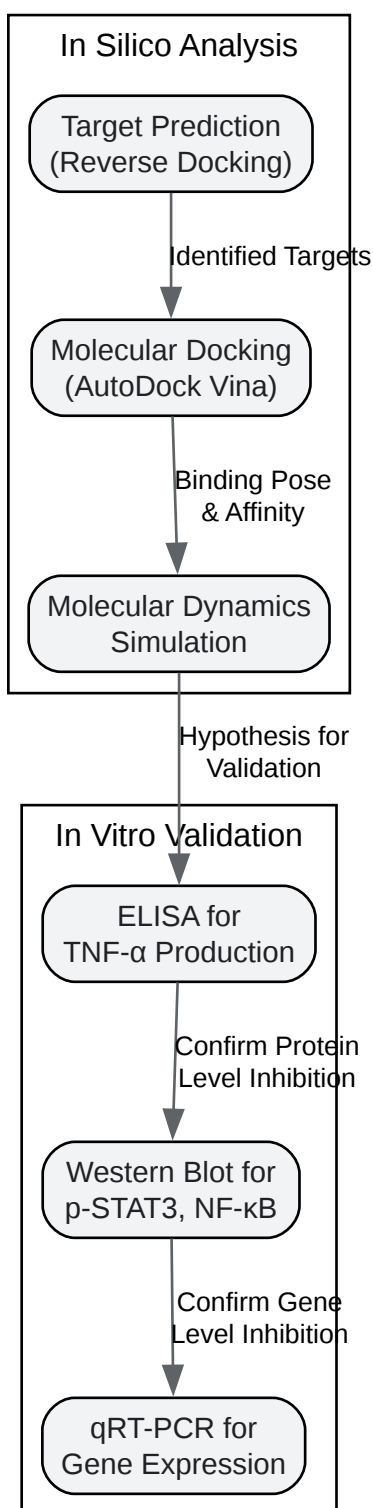 In Silico Analysis
Target Prediction
(Reverse Docking)
Identified Targets
Molecular Docking
(AutoDock Vina)
Binding Pose
& Affinity
Molecular Dynamics
Simulation
Hypothesis for
Validation
In Vitro Validation
ELISA for
TNF-α Production
Confirm Protein
Level Inhibition
Western Blot for
p-STAT3, NF-κB
Confirm Gene
Level Inhibition
qRT-PCR for
Gene Expression